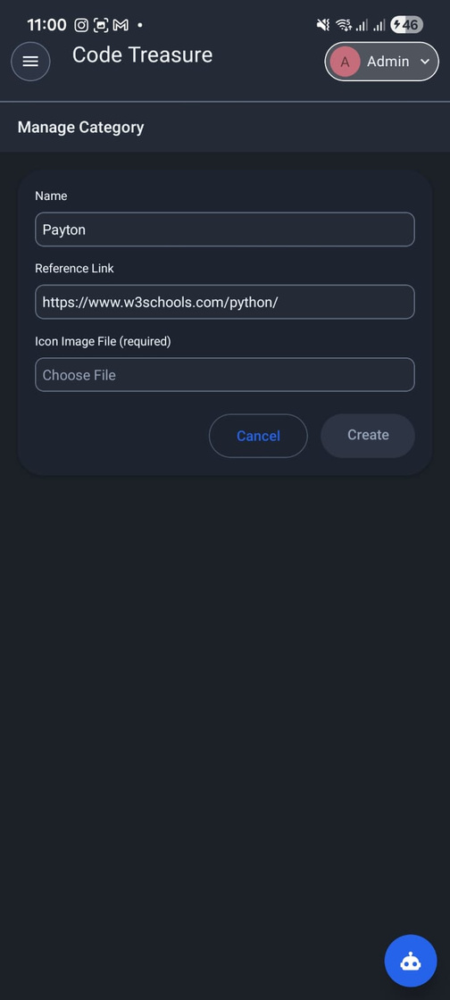 11:00
46
Code Treasure
A Admin
Manage Category
Name
Payton
Reference Link
https://www.w3schools.com/python/
Icon Image File (required)
Choose File
Cancel Create